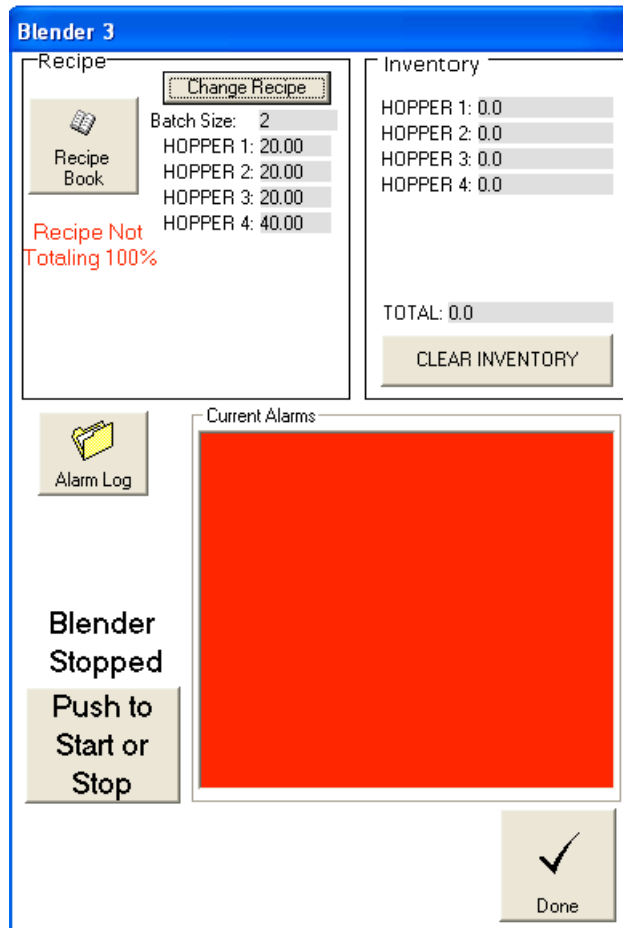 Blender 3
Recipe
Change Recipe
Recipe
Book
Batch Size: 2
HOPPER 1: 20.00
HOPPER 2: 20.00
HOPPER 3: 20.00
HOPPER 4: 40.00
Recipe Not
Totaling 100%
Inventory
HOPPER 1: 0.0
HOPPER 2: 0.0
HOPPER 3: 0.0
HOPPER 4: 0.0
TOTAL: 0.0
CLEAR INVENTORY
Alarm Log
Current Alarms
Blender
Stopped
Push to
Start or
Stop
Done